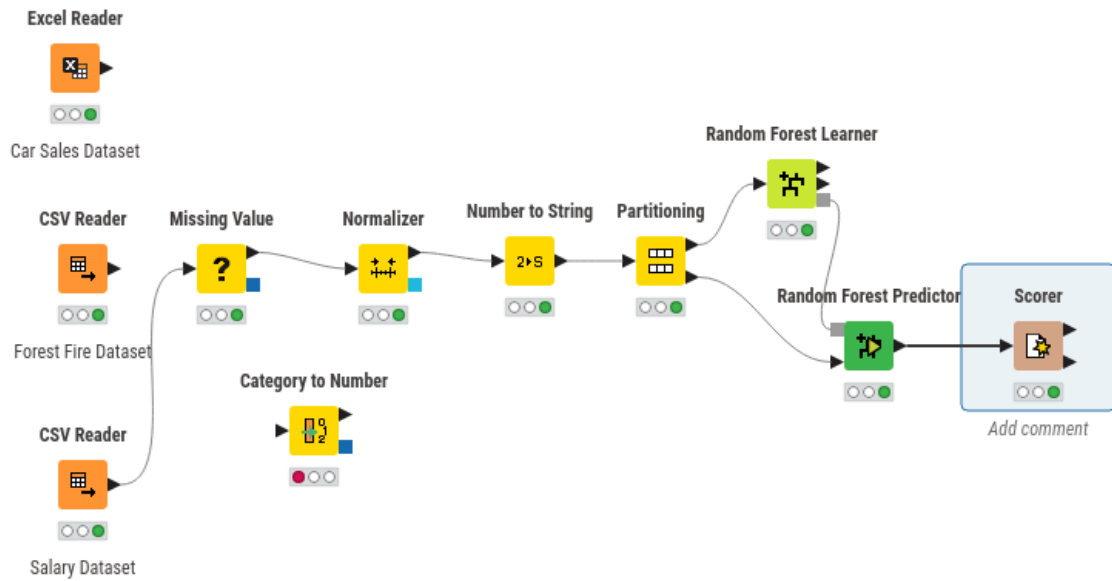 Excel Reader
Car Sales Dataset
Random Forest Learner
CSV Reader
Missing Value
Normalizer
Number to String
Partitioning
?
2▸S
Forest Fire Dataset
Random Forest Predictor
Scorer
Category to Number
Add comment
CSV Reader
Salary Dataset